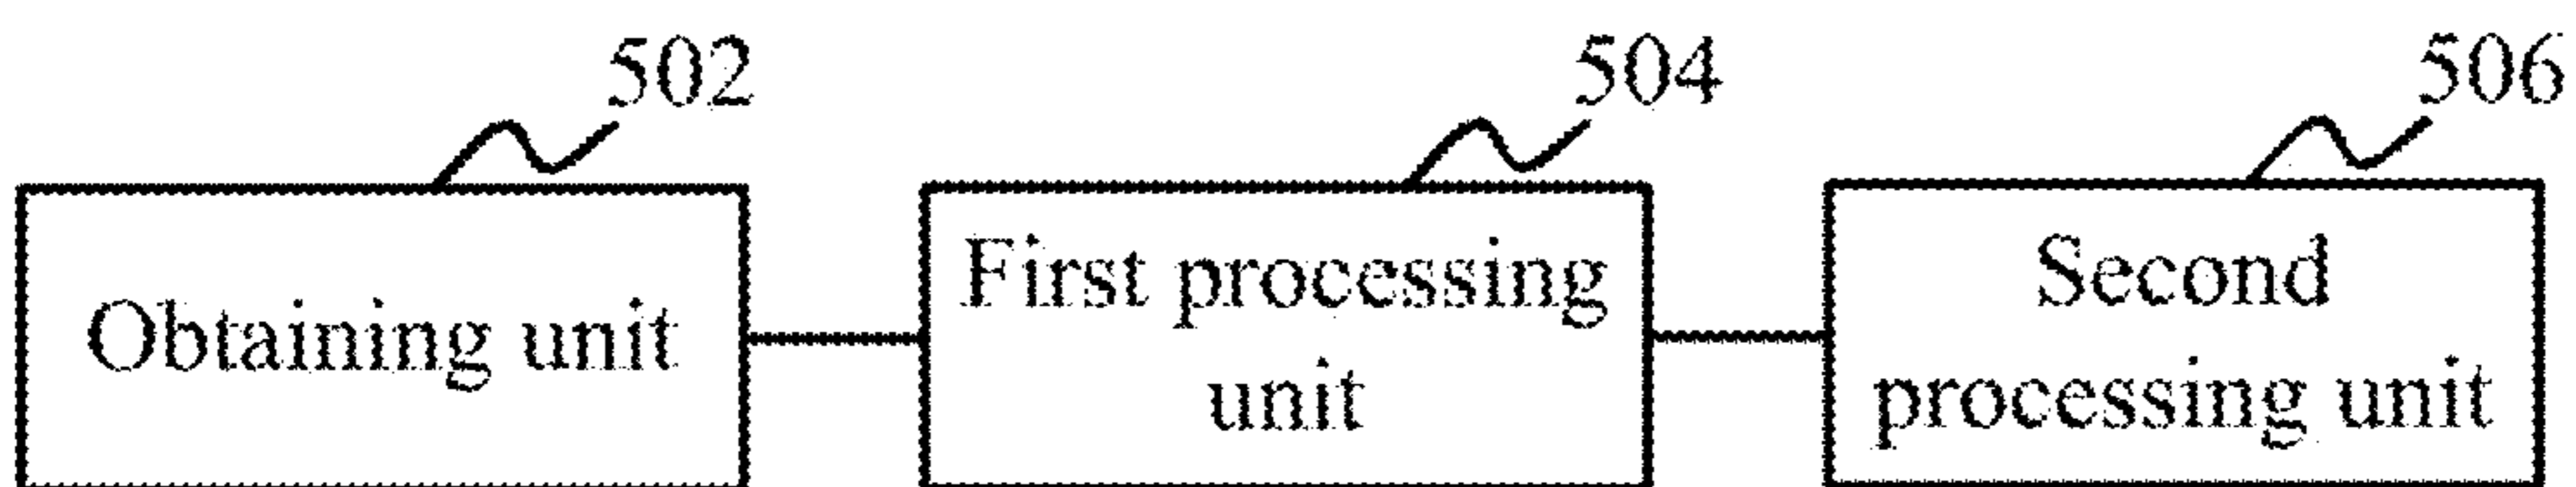 502
504
506
Obtaining unit
First processing
unit
Second
processing unit